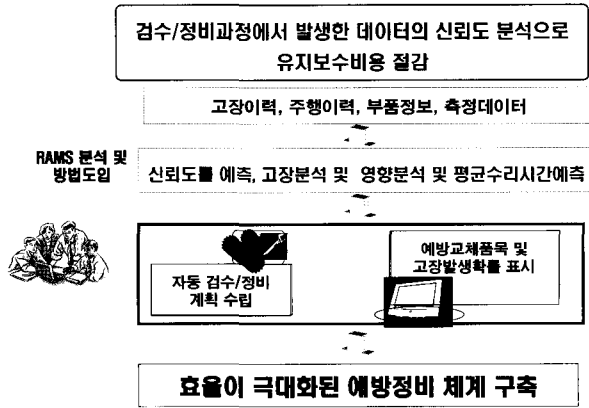 검수/정비과정에서 발생한 데이터의 신뢰도 분석으로
유지보수비용 절감
고장이력, 주행이력, 부품정보, 측정데이터
RAMS 분석 및
방법도입
신뢰도를 예측, 고장분석 및 영향분석 및 평균수리시간예측
자동 검수/정비
계획 수립
예방교체품목 및
고장발생확률 표시
효율이 극대화된 예방정비 체계 구축